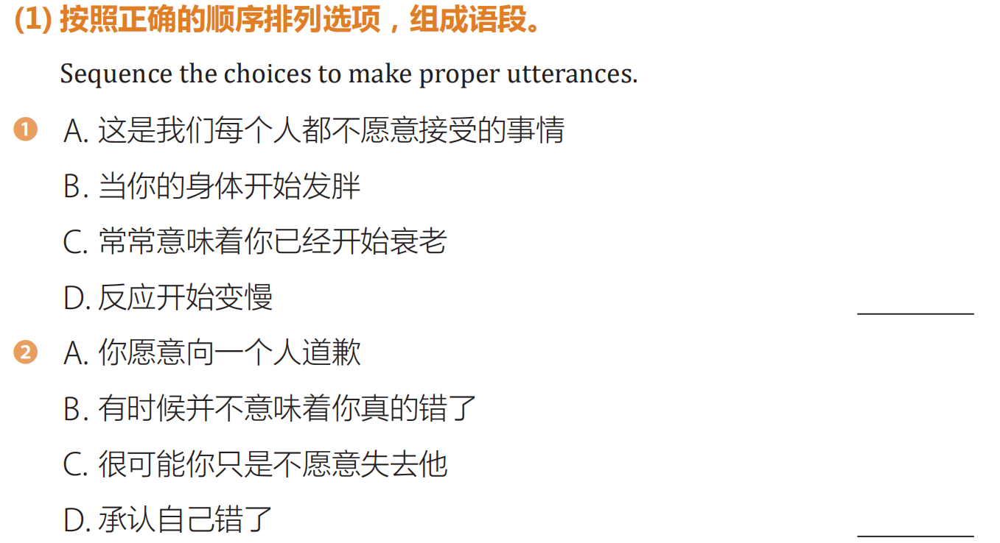 (1) 按照正确的顺序排列选项，组成语段。
Sequence the choices to make proper utterances.
1 A. 这是我们每个人都不愿意接受的事情
B. 当你的身体开始发胖
C. 常常意味着你已经开始衰老
D. 反应开始变慢
2 A. 你愿意向一个人道歉
B. 有时候并不意味着你真的错了
C. 很可能你只是不愿意失去他
D. 承认自己错了